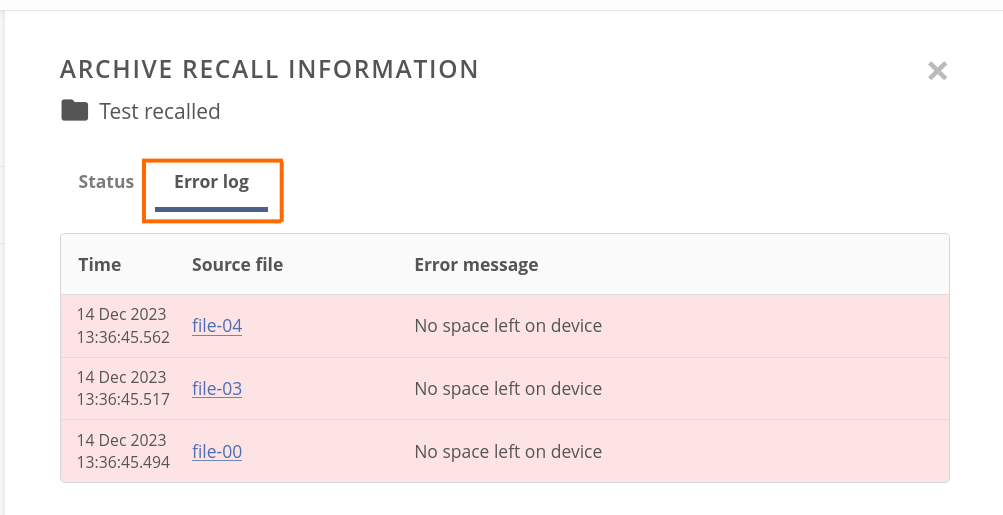 ARCHIVE RECALL INFORMATION
Test recalled
Status Error log
Time Source file Error message
14 Dec 2023
13:36:45.562 file-04 No space left on device
14 Dec 2023
13:36:45.517 file-03 No space left on device
14 Dec 2023
13:36:45.494 file-00 No space left on device